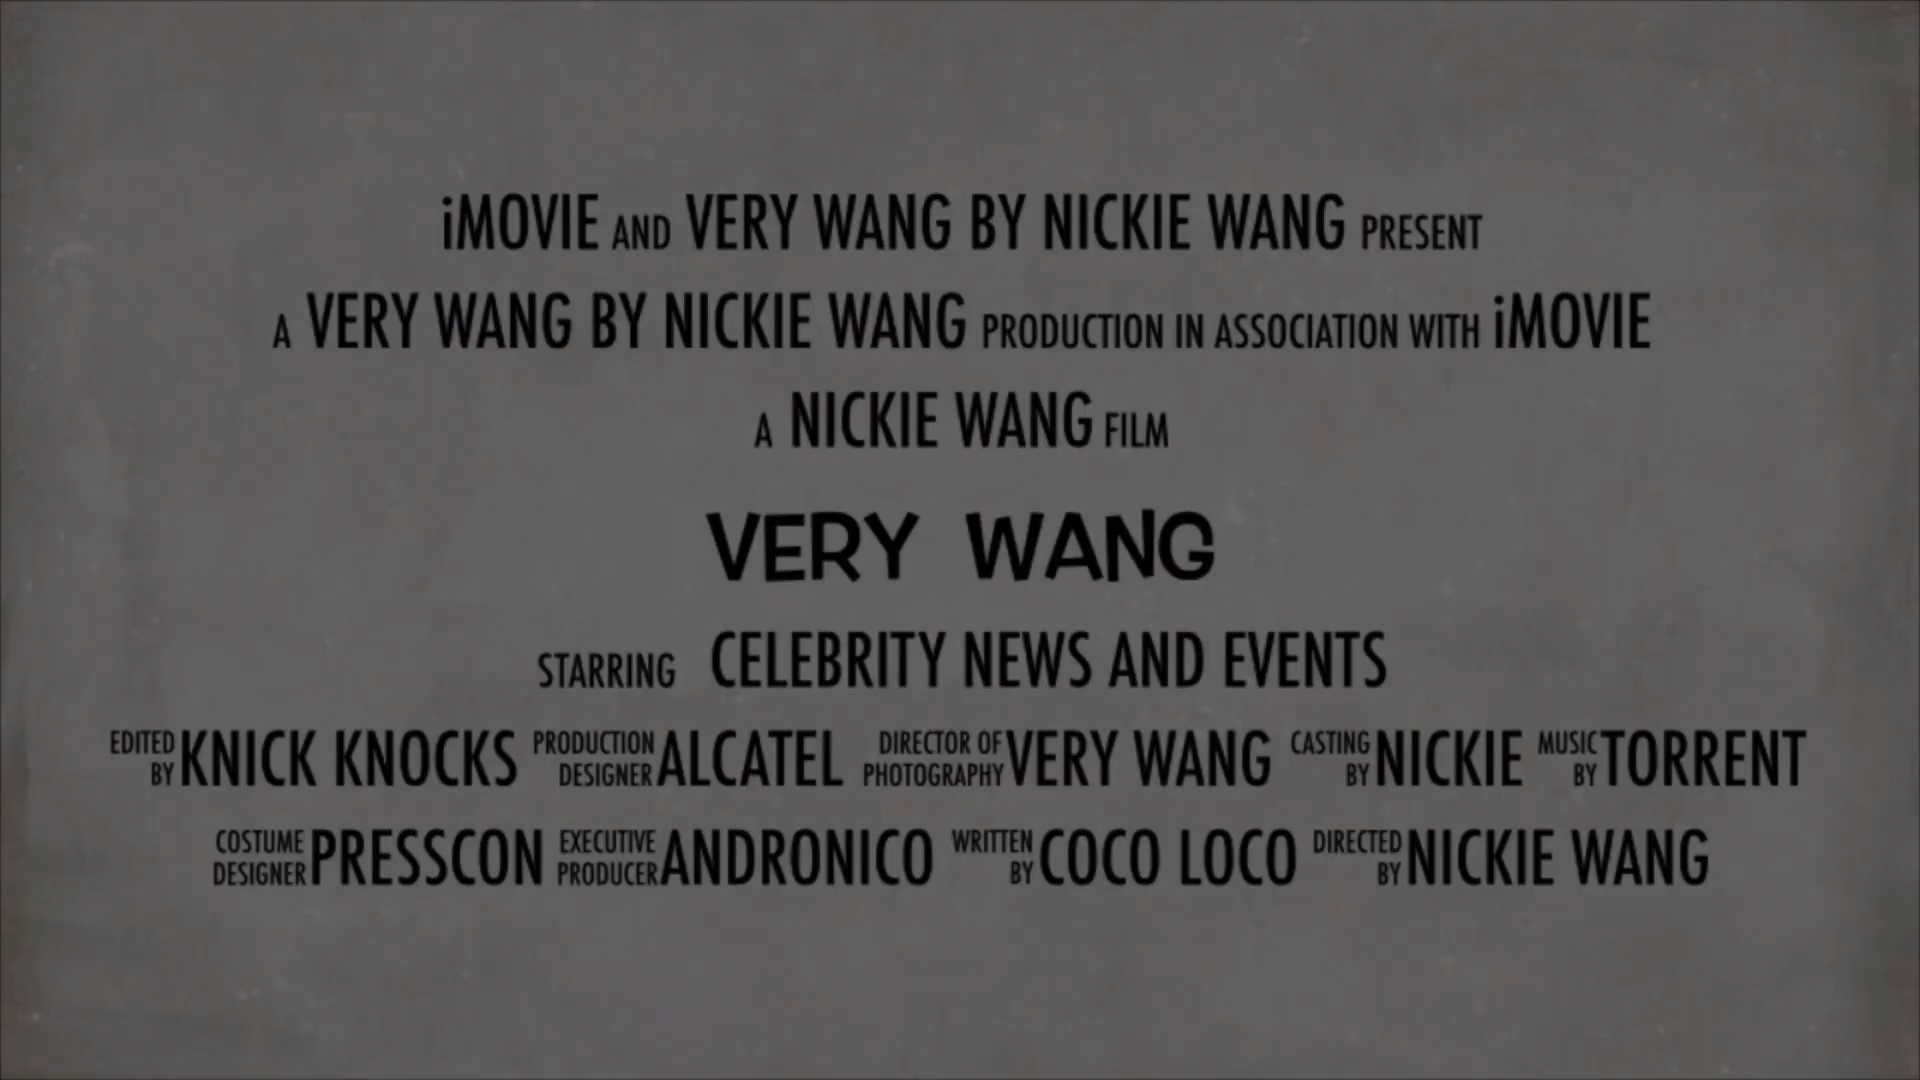 iMOVIE AND VERY WANG BY NICKIE WANG PRESENT
A VERY WANG BY NICKIE WANG PRODUCTION IN ASSOCIATION WITH iMOVIE
A NICKIE WANG FILM
VERY WANG
STARRING CELEBRITY NEWS AND EVENTS
EDITED BY KNICK KNOCKS PRODUCTION DESIGNER ALCATEL DIRECTOR OF PHOTOGRAPHY VERY WANG CASTING BY NICKIE MUSIC BY TORRENT
COSTUME DESIGNER PRESSCON EXECUTIVE PRODUCER ANDRONICO WRITTEN BY COCO LOCO DIRECTED BY NICKIE WANG